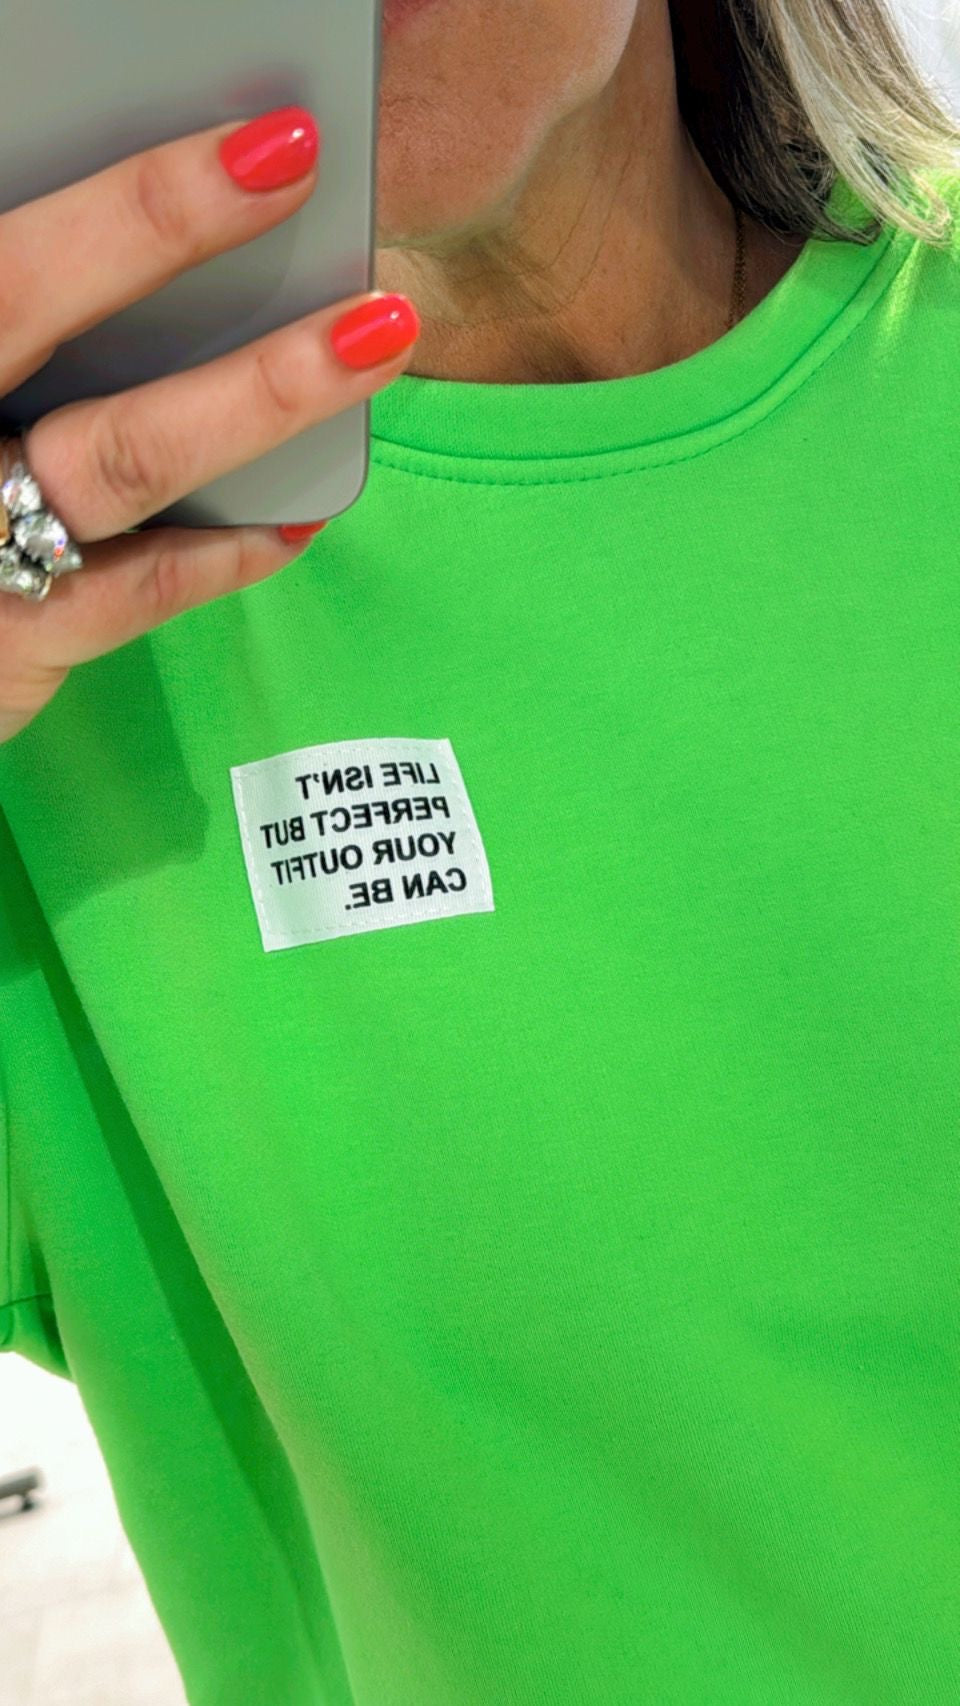 LIFE ISN'T
PERFECT BUT
YOUR OUTFIT
CAN BE.